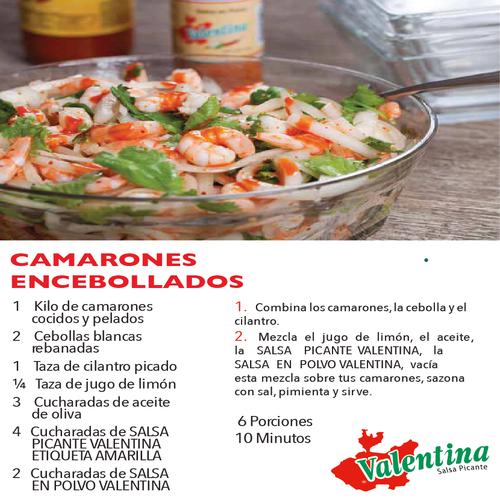 Valentina
CAMARONES
ENCEBOLLADOS
1 Kilo de camarones
cocidos y pelados
2 Cebollas blancas
rebanadas
1 Taza de cilantro picado
¼ Taza de jugo de limón
3 Cucharadas de aceite
de oliva
4 Cucharadas de SALSA
PICANTE VALENTINA
ETIQUETA AMARILLA
2 Cucharadas de SALSA
EN POLVO VALENTINA
1. Combina los camarones, la cebolla y el
cilantro.
2. Mezcla el jugo de limón, el aceite,
la SALSA PICANTE VALENTINA, la
SALSA EN POLVO VALENTINA, vacía
esta mezcla sobre tus camarones, sazona
con sal, pimienta y sirve.
6 Porciones
10 Minutos
Valentina
Salsa Picante